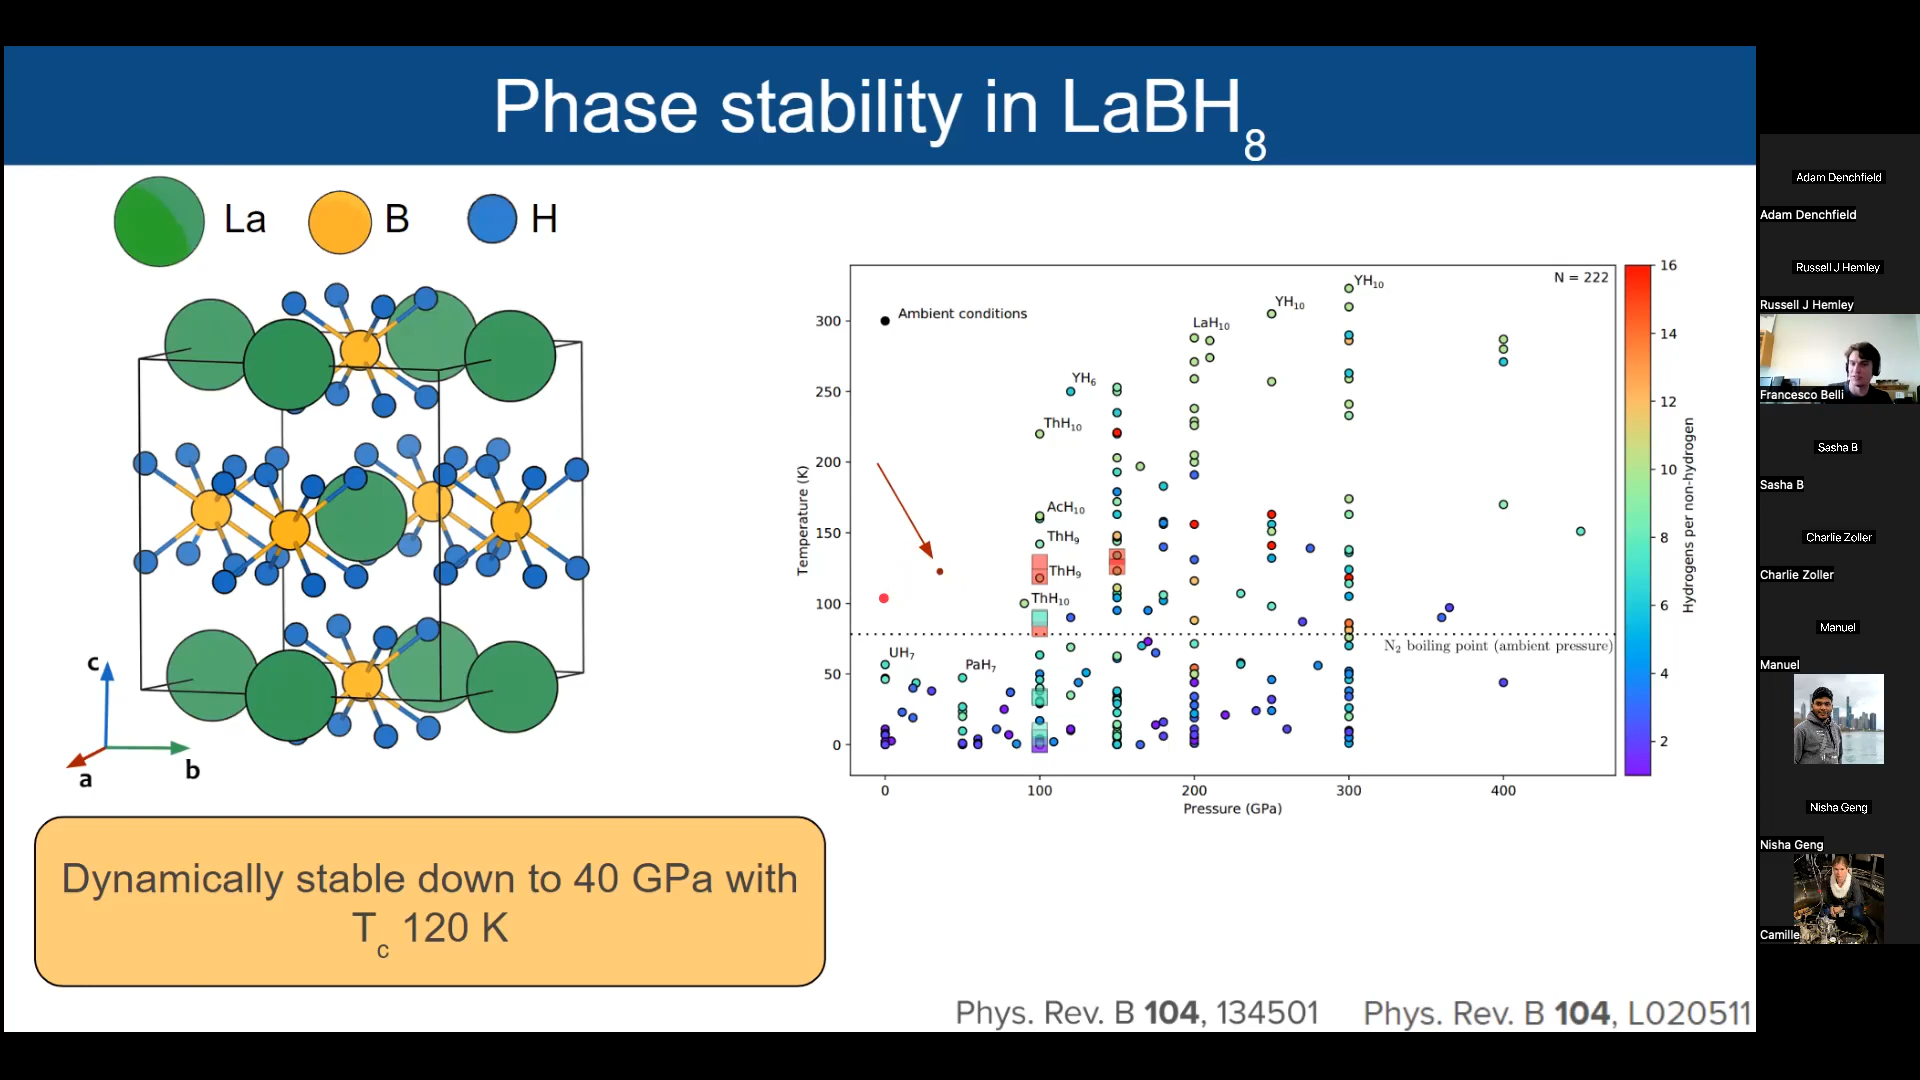 Phase stability in LaBH8
La B H
c
a
b
Dynamically stable down to 40 GPa with
Tc 120 K
N = 222
Ambient conditions
YH10
YH10
LaH10
YH6
ThH10
AcH10
ThH9
ThH9
ThH10
UH7
PaH7
N2 boiling point (ambient pressure)
Temperature (K)
300
250
200
150
100
50
0
0 100 200 300 400
Pressure (GPa)
16
14
12
10
8
6
4
2
Hydrogens per non-hydrogen
Phys. Rev. B 104, 134501 Phys. Rev. B 104, L020511
Adam Denchfield
Adam Denchfield
Russell J Hemley
Russell J Hemley
Francesco Belli
Sasha B
Sasha B
Charlie Zoller
Charlie Zoller
Manuel
Manuel
Nisha Geng
Nisha Geng
Camille